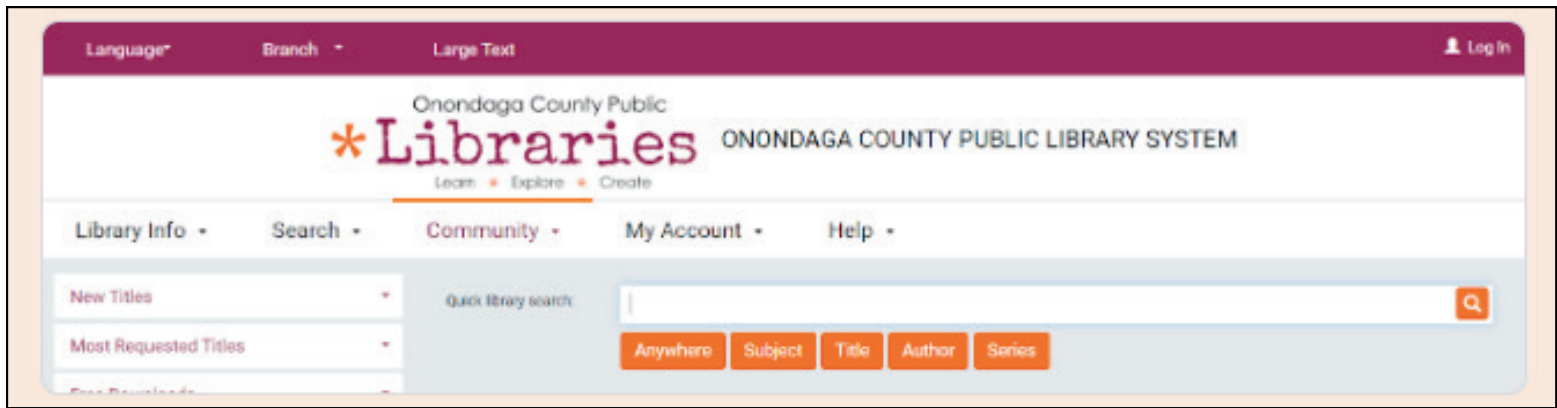 Language Branch Large Text Log In
Onondaga County Public
*Libraries
Learn * Explore * Create
ONONDAGA COUNTY PUBLIC LIBRARY SYSTEM
Library Info Search Community My Account Help
New Titles
Quick library search:
Most Requested Titles
Anywhere Subject Title Author Series
Free Downloads